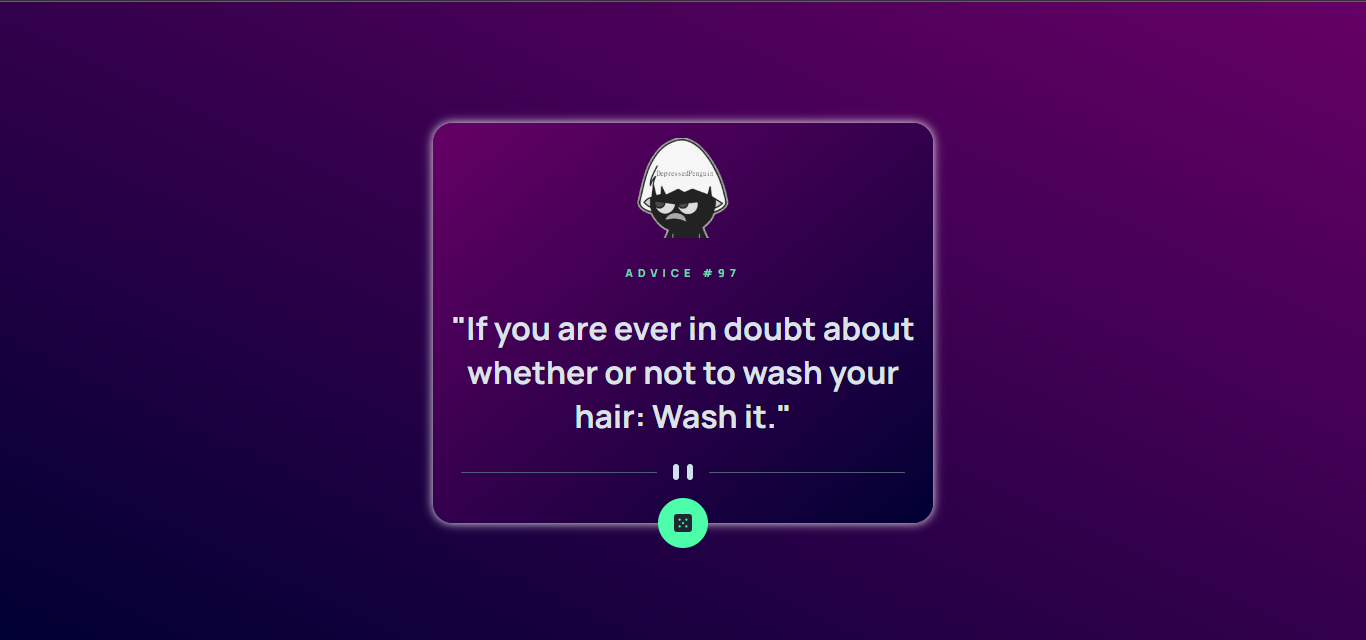 DepressedPenguin
ADVICE #97
"If you are ever in doubt about
whether or not to wash your
hair: Wash it."